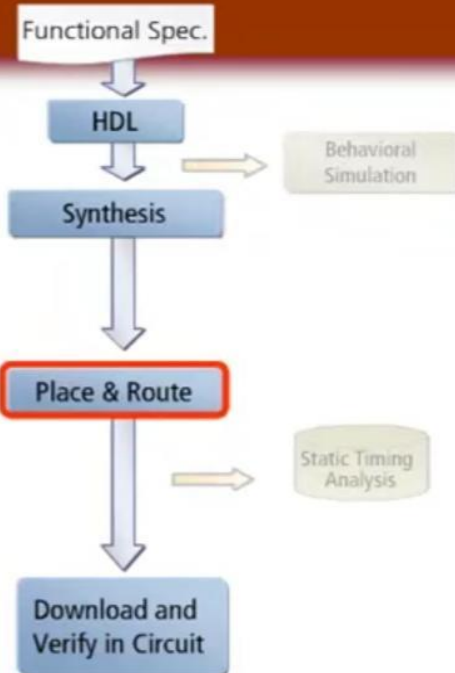 Functional Spec.
HDL
Behavioral
Simulation
Synthesis
Place & Route
Static Timing
Analysis
Download and
Verify in Circuit